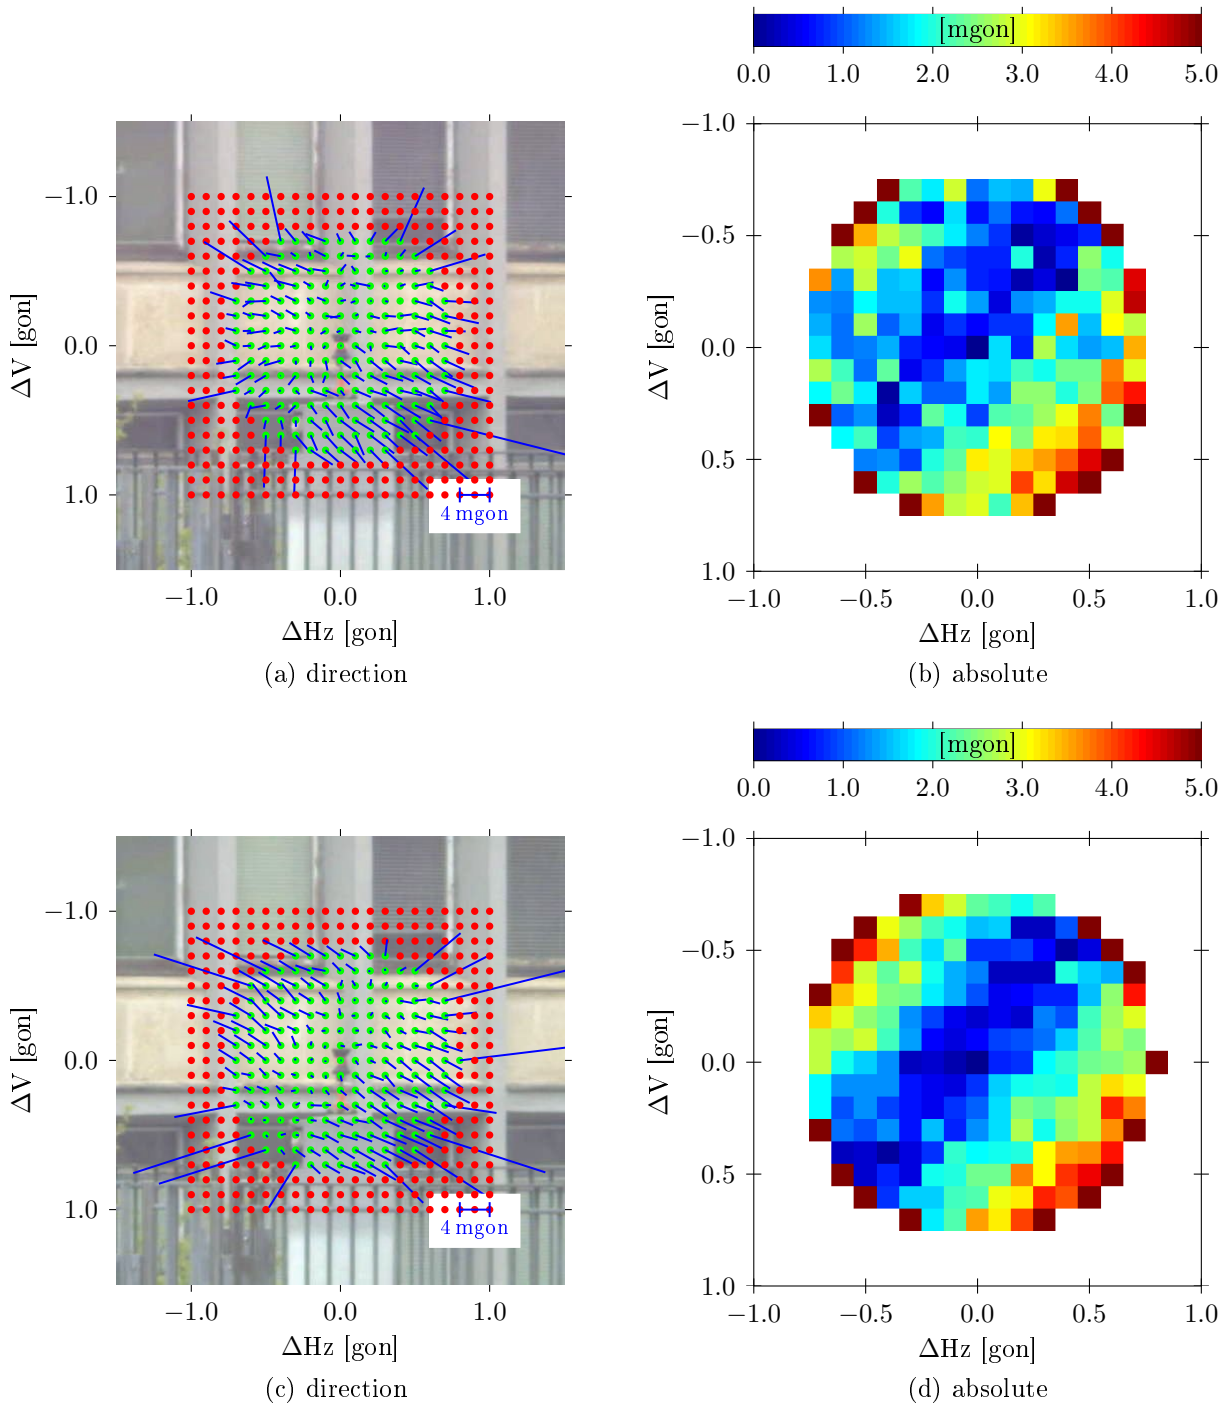 [mgon]
0.0 1.0 2.0 3.0 4.0 5.0
−1.0
0.0
1.0
ΔV [gon]
4 mgon
−1.0 0.0 1.0
ΔHz [gon]
(a) direction
−1.0
−0.5
0.0
0.5
1.0
ΔV [gon]
−1.0 −0.5 0.0 0.5 1.0
ΔHz [gon]
(b) absolute
[mgon]
0.0 1.0 2.0 3.0 4.0 5.0
−1.0
0.0
1.0
ΔV [gon]
4 mgon
−1.0 0.0 1.0
ΔHz [gon]
(c) direction
−1.0
−0.5
0.0
0.5
1.0
ΔV [gon]
−1.0 −0.5 0.0 0.5 1.0
ΔHz [gon]
(d) absolute